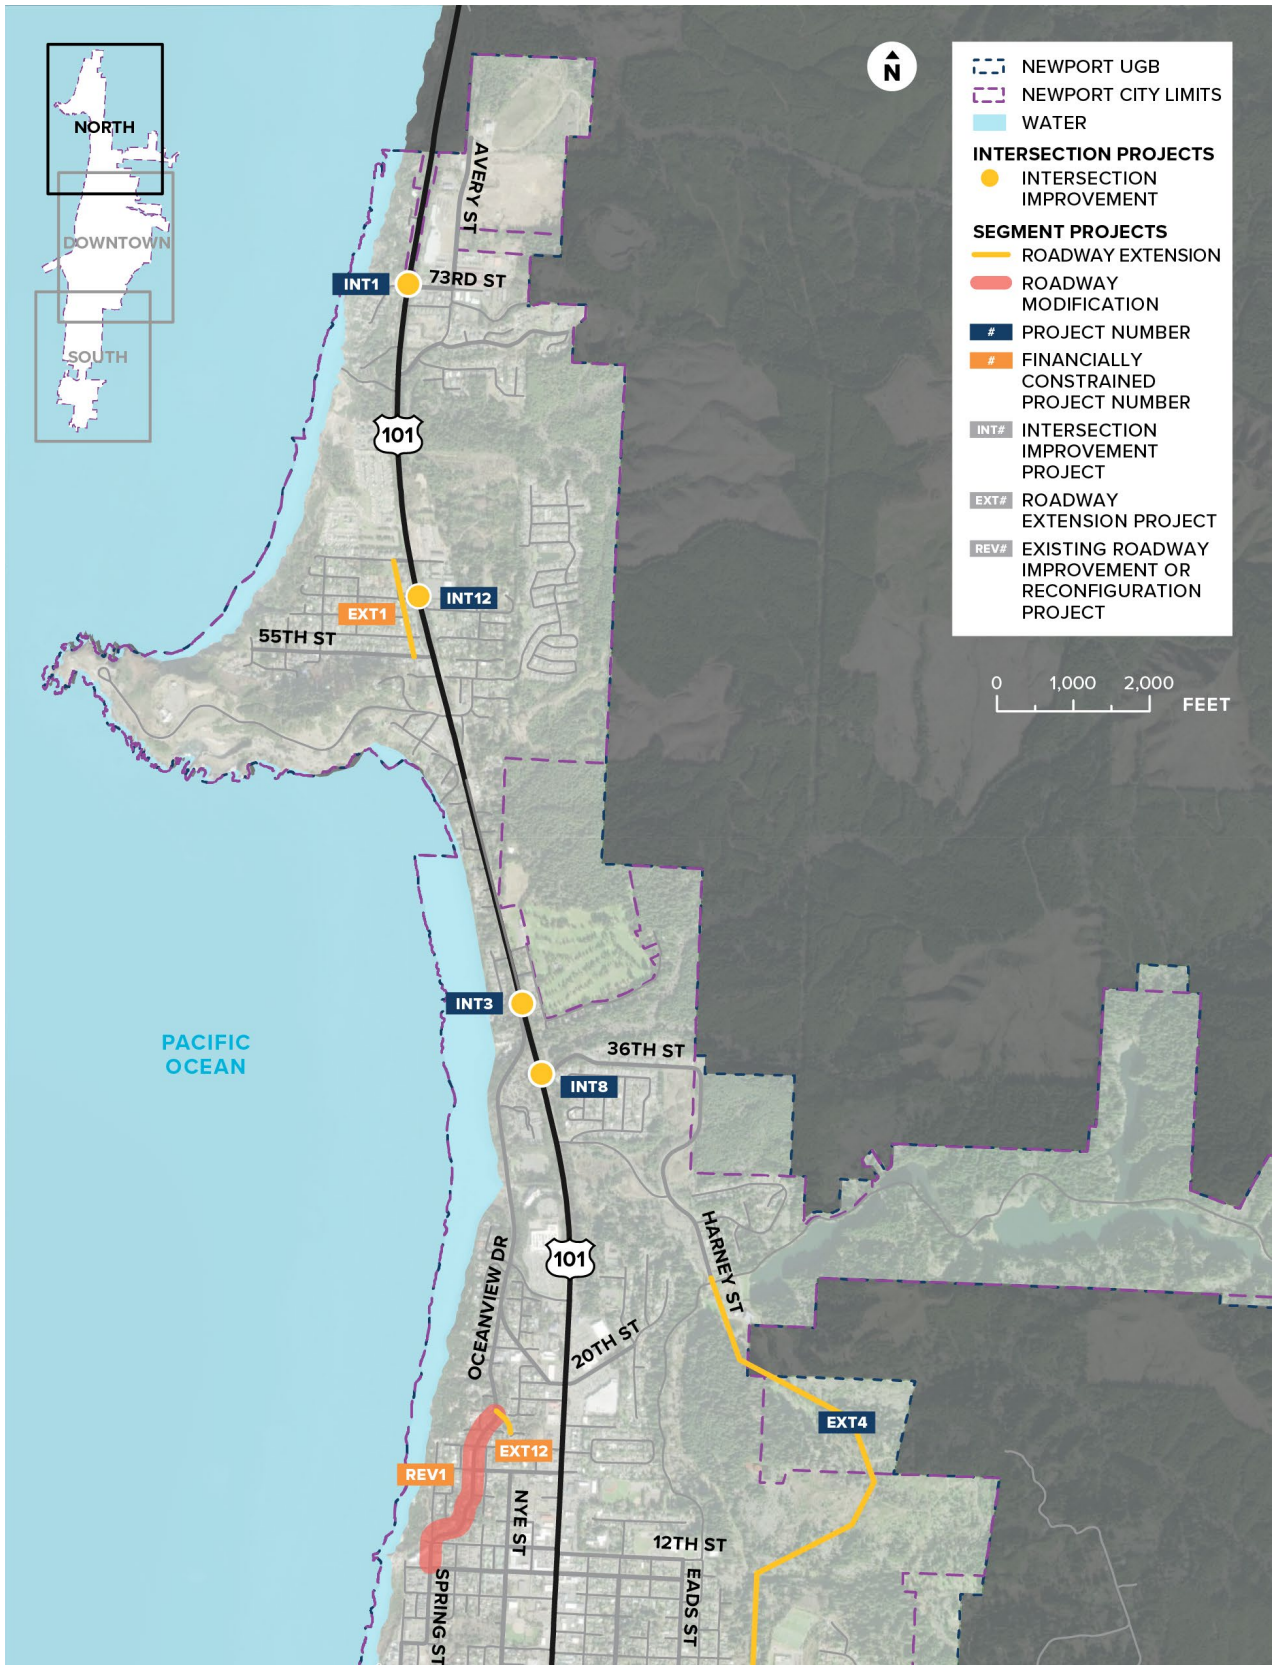 NORTH
DOWNTOWN
SOUTH
N
NEWPORT UGB
NEWPORT CITY LIMITS
WATER
INTERSECTION PROJECTS
INTERSECTION
IMPROVEMENT
SEGMENT PROJECTS
ROADWAY EXTENSION
ROADWAY
MODIFICATION
# PROJECT NUMBER
# FINANCIALLY
CONSTRAINED
PROJECT NUMBER
INT# INTERSECTION
IMPROVEMENT
PROJECT
EXT# ROADWAY
EXTENSION PROJECT
REV# EXISTING ROADWAY
IMPROVEMENT OR
RECONFIGURATION
PROJECT
0 1,000 2,000
FEET
AVERY ST
INT1
73RD ST
101
INT12
EXT1
55TH ST
INT3
PACIFIC
OCEAN
36TH ST
INT8
HARNEY ST
OCEANVIEW DR
101
20TH ST
EXT4
EXT12
REV1
NYE ST
12TH ST
SPRING ST
EADS ST